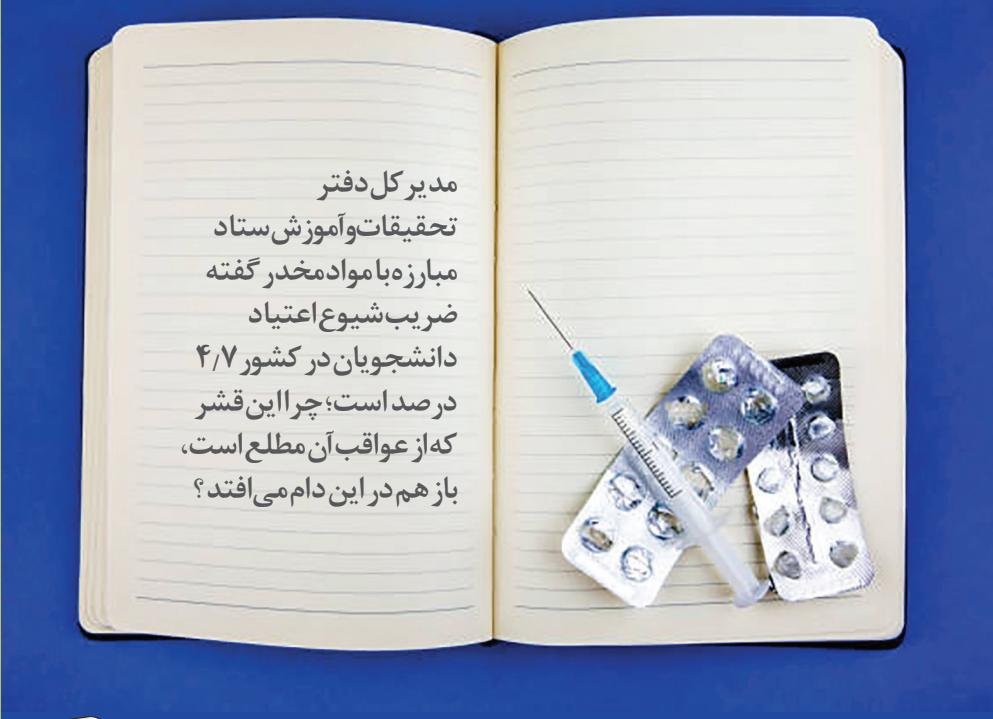 مدیر کل دفتر
تحقیقات و آموزش ستاد
مبارزه با مواد مخدر گفته
ضریب شیوع اعتیاد
دانشجویان در کشور ۴٫۷
درصد است؛ چرا این قشر
که از عواقب آن مطلع است،
باز هم در این دام می‌افتد؟